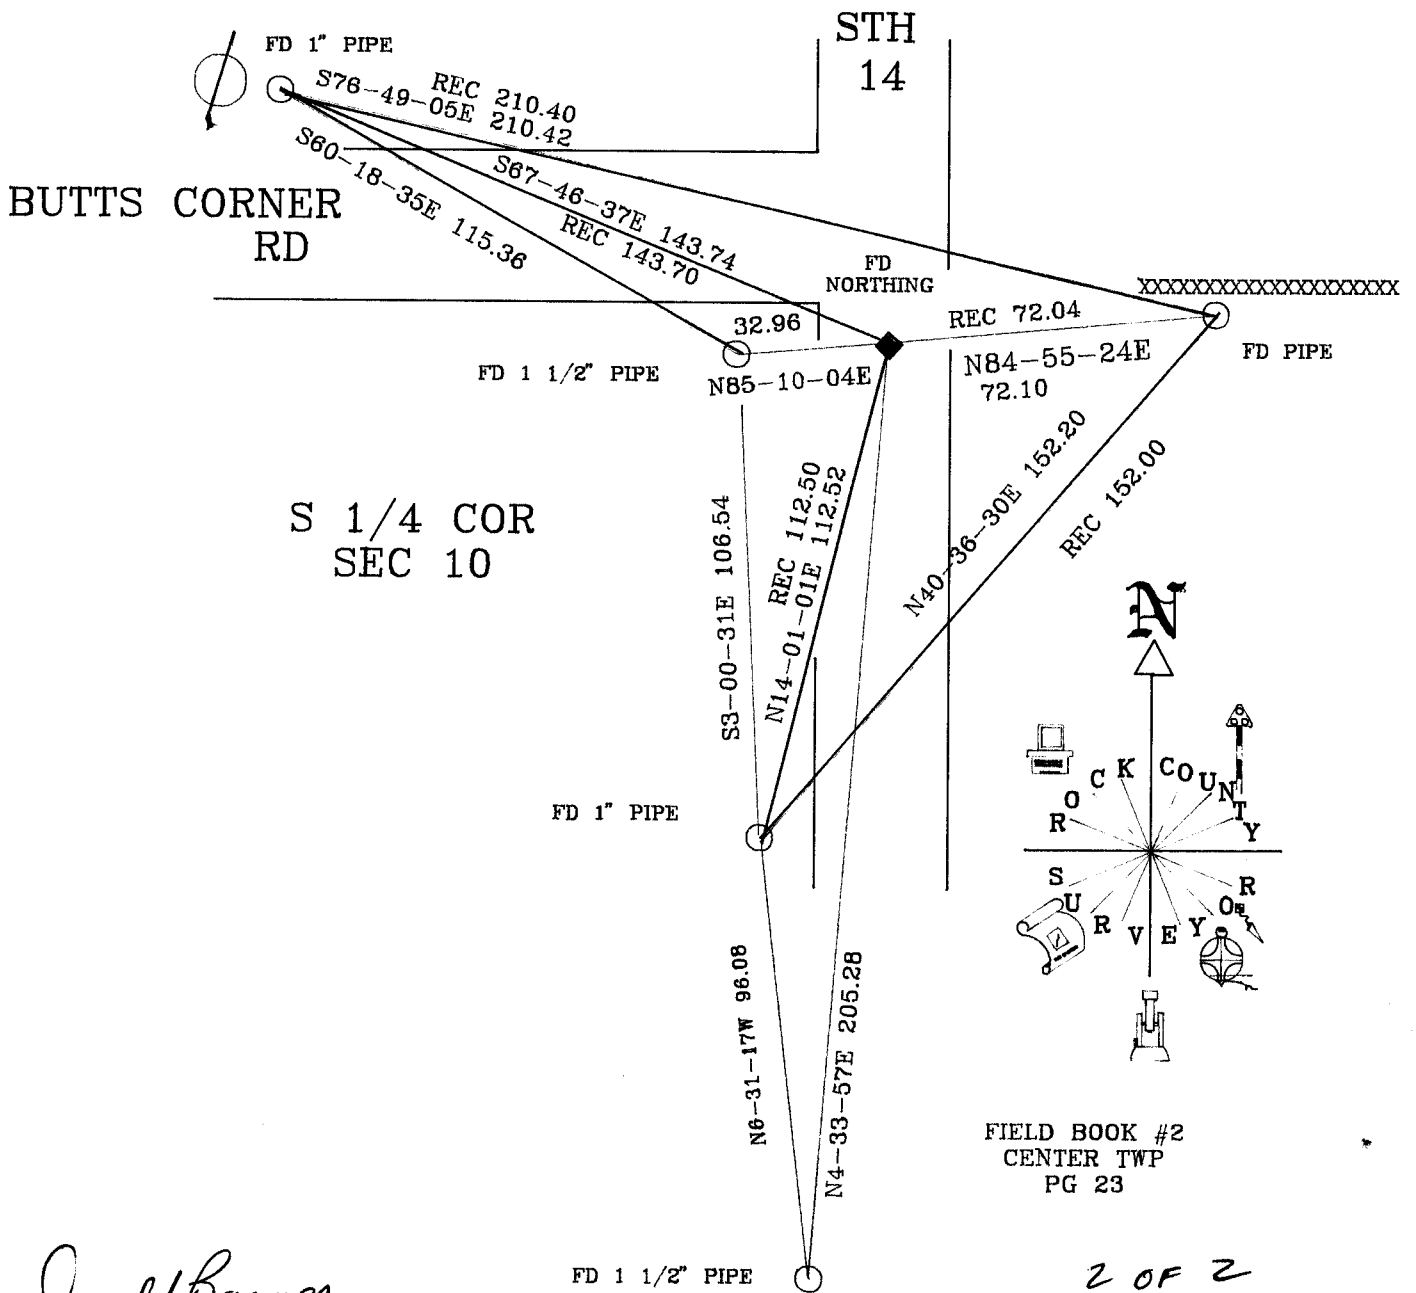 STH
14
FD 1" PIPE
REC 210.40
S76-49-05E 210.42
S67-46-37E 143.74
REC 143.70
S60-18-35E 115.36
BUTTS CORNER
RD
FD
NORTHING
XXXXXXXXXXXXXXXXXXXX
32.96
REC 72.04
FD 1 1/2" PIPE
N85-10-04E
N84-55-24E
72.10
FD PIPE
S 1/4 COR
SEC 10
S3-00-31E 106.54
REC 112.50
N14-01-01E 112.52
N40-36-30E 152.20
REC 152.00
N
FD 1" PIPE
ROCK COUNTY
SURVEYOR
N6-31-17W 96.08
N4-33-57E 205.28
FIELD BOOK #2
CENTER TWP
PG 23
FD 1 1/2" PIPE
2 OF 2